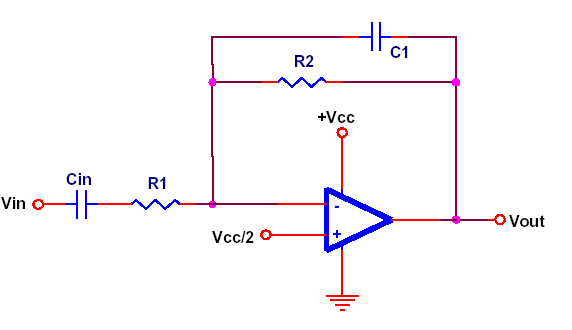 C1
R2
+Vcc
Cin
R1
Vin
-
Vout
Vcc/2
+